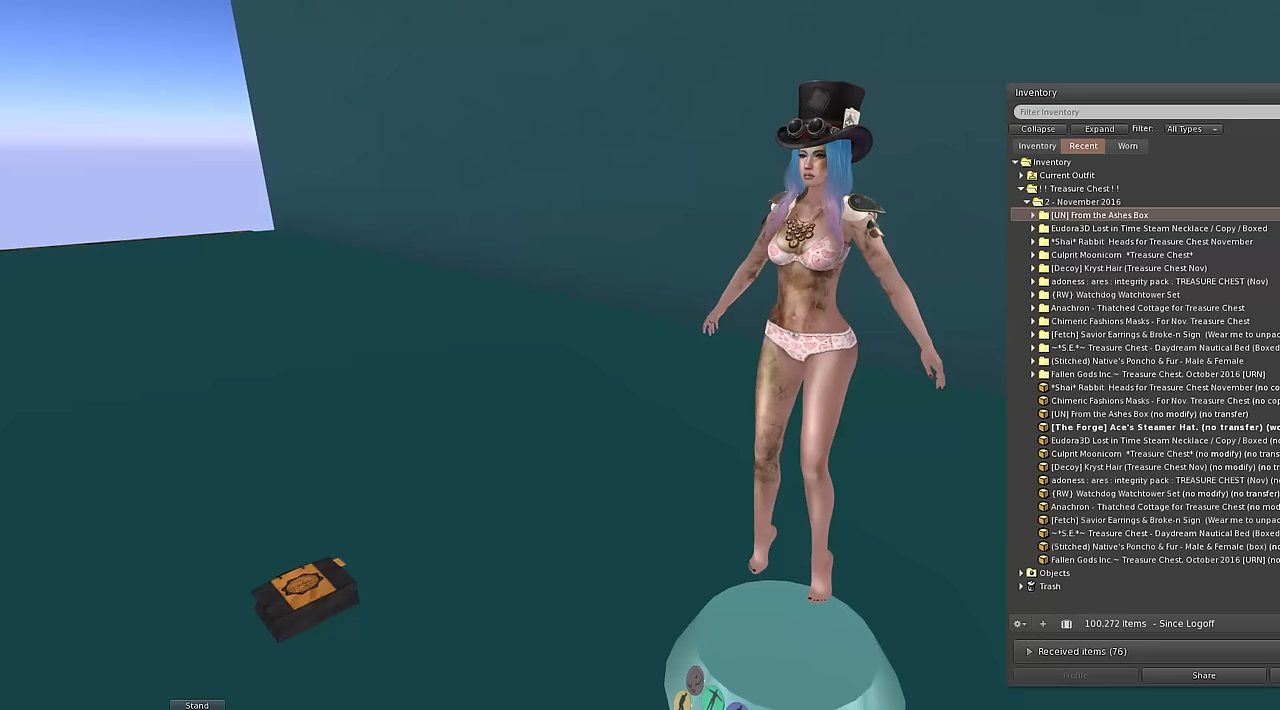 Inventory
Filter Inventory
Collapse Expand Filter: All Types
Inventory Recent Worn
Inventory
Current Outfit
! ! Treasure Chest ! !
2 - November 2016
[UN] From the Ashes Box
Eudora3D Lost in Time Steam Necklace / Copy / Boxed
*Shai* Rabbit Heads for Treasure Chest November
Culprit Moonicorn *Treasure Chest*
[Decoy] Kryst Hair (Treasure Chest Nov)
adoness : ares : integrity pack : TREASURE CHEST (Nov)
{RW} Watchdog Watchtower Set
Anachron - Thatched Cottage for Treasure Chest
Chimeric Fashions Masks - For Nov. Treasure Chest
[Fetch] Savior Earrings & Broke-n Sign (Wear me to unpac
~*S.E.*~ Treasure Chest - Daydream Nautical Bed (Boxed
(Stitched) Native's Poncho & Fur - Male & Female
Fallen Gods Inc.~ Treasure Chest, October 2016 [URN]
*Shai* Rabbit Heads for Treasure Chest November (no co
Chimeric Fashions Masks - For Nov. Treasure Chest (no cop
[UN] From the Ashes Box (no modify) (no transfer)
[The Forge] Ace's Steamer Hat. (no transfer) (wo
Eudora3D Lost in Time Steam Necklace / Copy / Boxed (no
Culprit Moonicorn *Treasure Chest* (no modify) (no trans
[Decoy] Kryst Hair (Treasure Chest Nov) (no modify) (no tr
adoness : ares : integrity pack : TREASURE CHEST (Nov) (n
{RW} Watchdog Watchtower Set (no modify) (no transfer)
Anachron - Thatched Cottage for Treasure Chest (no mod
[Fetch] Savior Earrings & Broke-n Sign (Wear me to unpac
~*S.E.*~ Treasure Chest - Daydream Nautical Bed (Boxed
(Stitched) Native's Poncho & Fur - Male & Female (box) (no
Fallen Gods Inc.~ Treasure Chest, October 2016 [URN] (no
Objects
Trash
100,272 Items - Since Logoff
Received items (76)
Profile Share
Stand